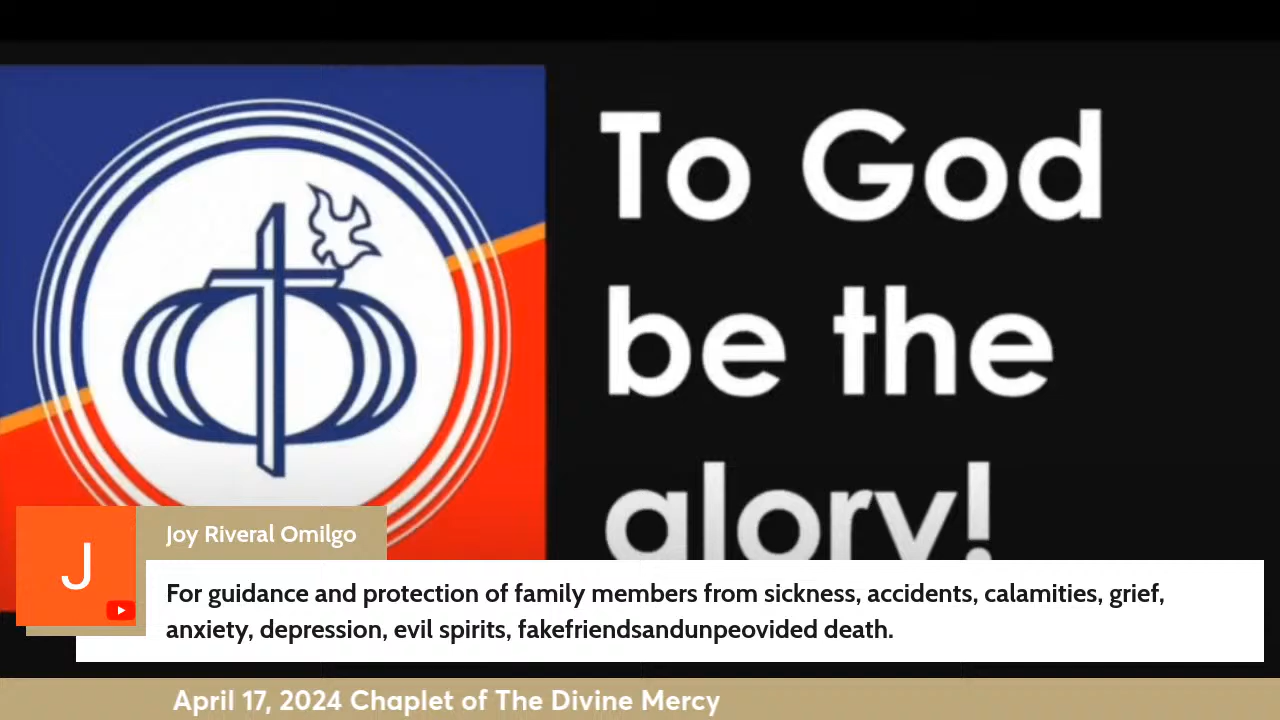 To God
be the
glory!
J
Joy Riveral Omilgo
For guidance and protection of family members from sickness, accidents, calamities, grief,
anxiety, depression, evil spirits, fakefriendsandunpeovided death.
April 17, 2024 Chaplet of The Divine Mercy